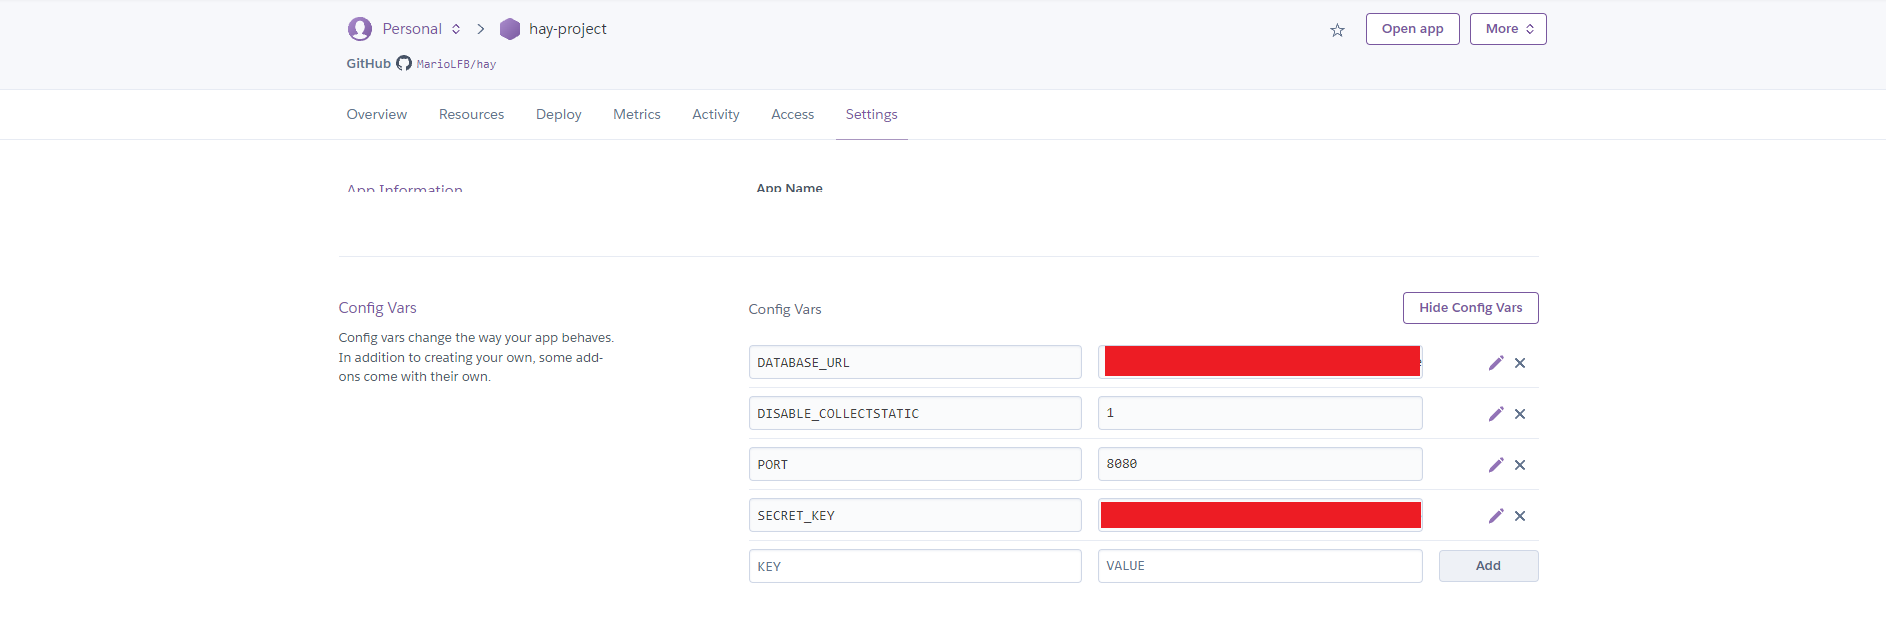 Personal hay-project Open app More
GitHub MarioLFB/hay
Overview Resources Deploy Metrics Activity Access Settings
App Information App Name
Config Vars Config Vars Hide Config Vars
Config vars change the way your app behaves.
In addition to creating your own, some add-
ons come with their own.
DATABASE_URL
DISABLE_COLLECTSTATIC 1
PORT 8080
SECRET_KEY
KEY VALUE Add